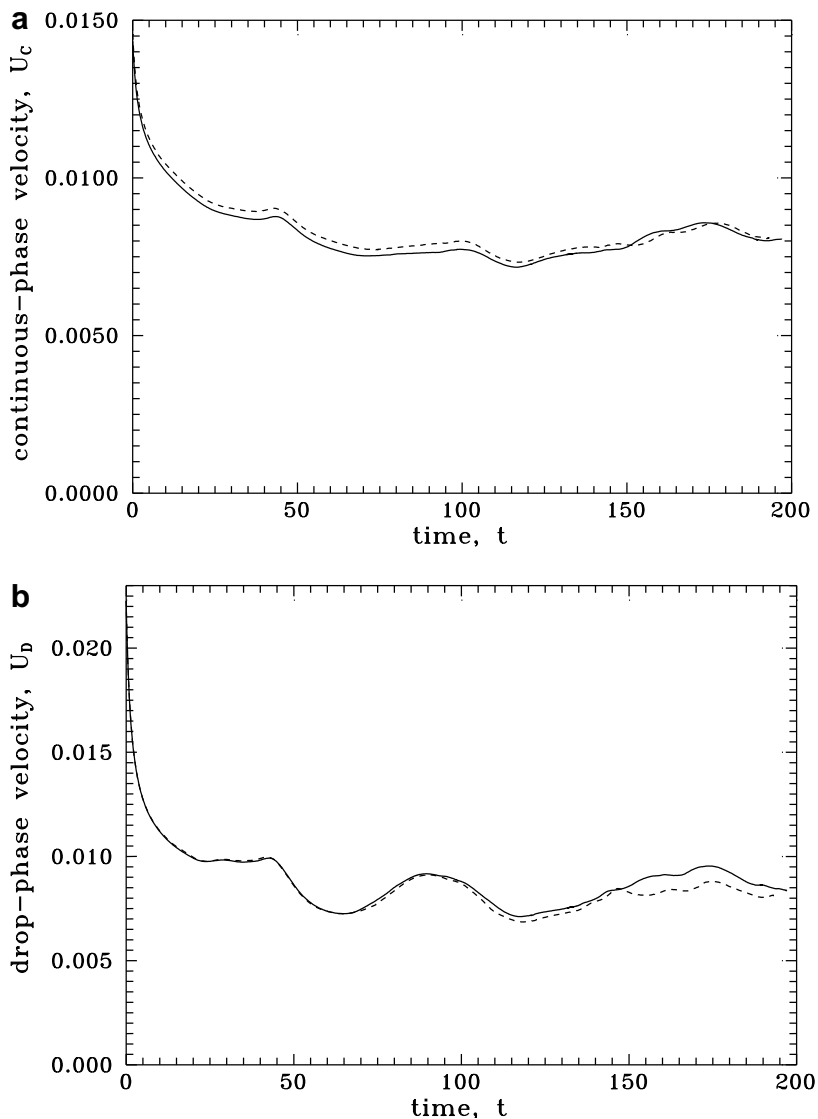 a
0.0150
0.0100
0.0050
0.0000
continuous-phase velocity, U_C
0 50 100 150 200
time, t
b
0.020
0.015
0.010
0.005
0.000
drop-phase velocity, U_D
0 50 100 150 200
time, t